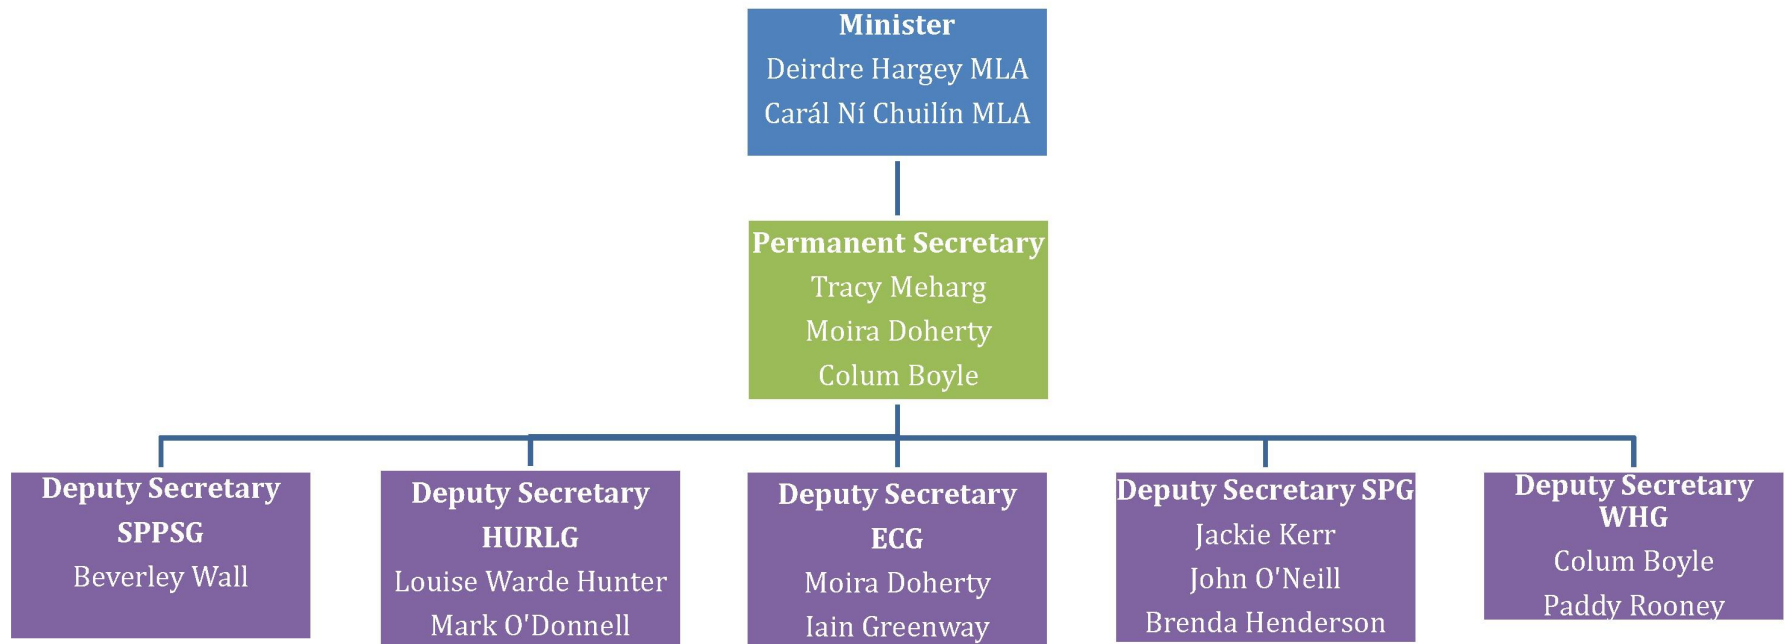 Minister
Deirdre Hargey MLA
Carál Ní Chuilín MLA
Permanent Secretary
Tracy Meharg
Moira Doherty
Colum Boyle
Deputy Secretary
SPPSG
Beverley Wall
Deputy Secretary
HURLG
Louise Warde Hunter
Mark O'Donnell
Deputy Secretary
ECG
Moira Doherty
Iain Greenway
Deputy Secretary SPG
Jackie Kerr
John O'Neill
Brenda Henderson
Deputy Secretary
WHG
Colum Boyle
Paddy Rooney